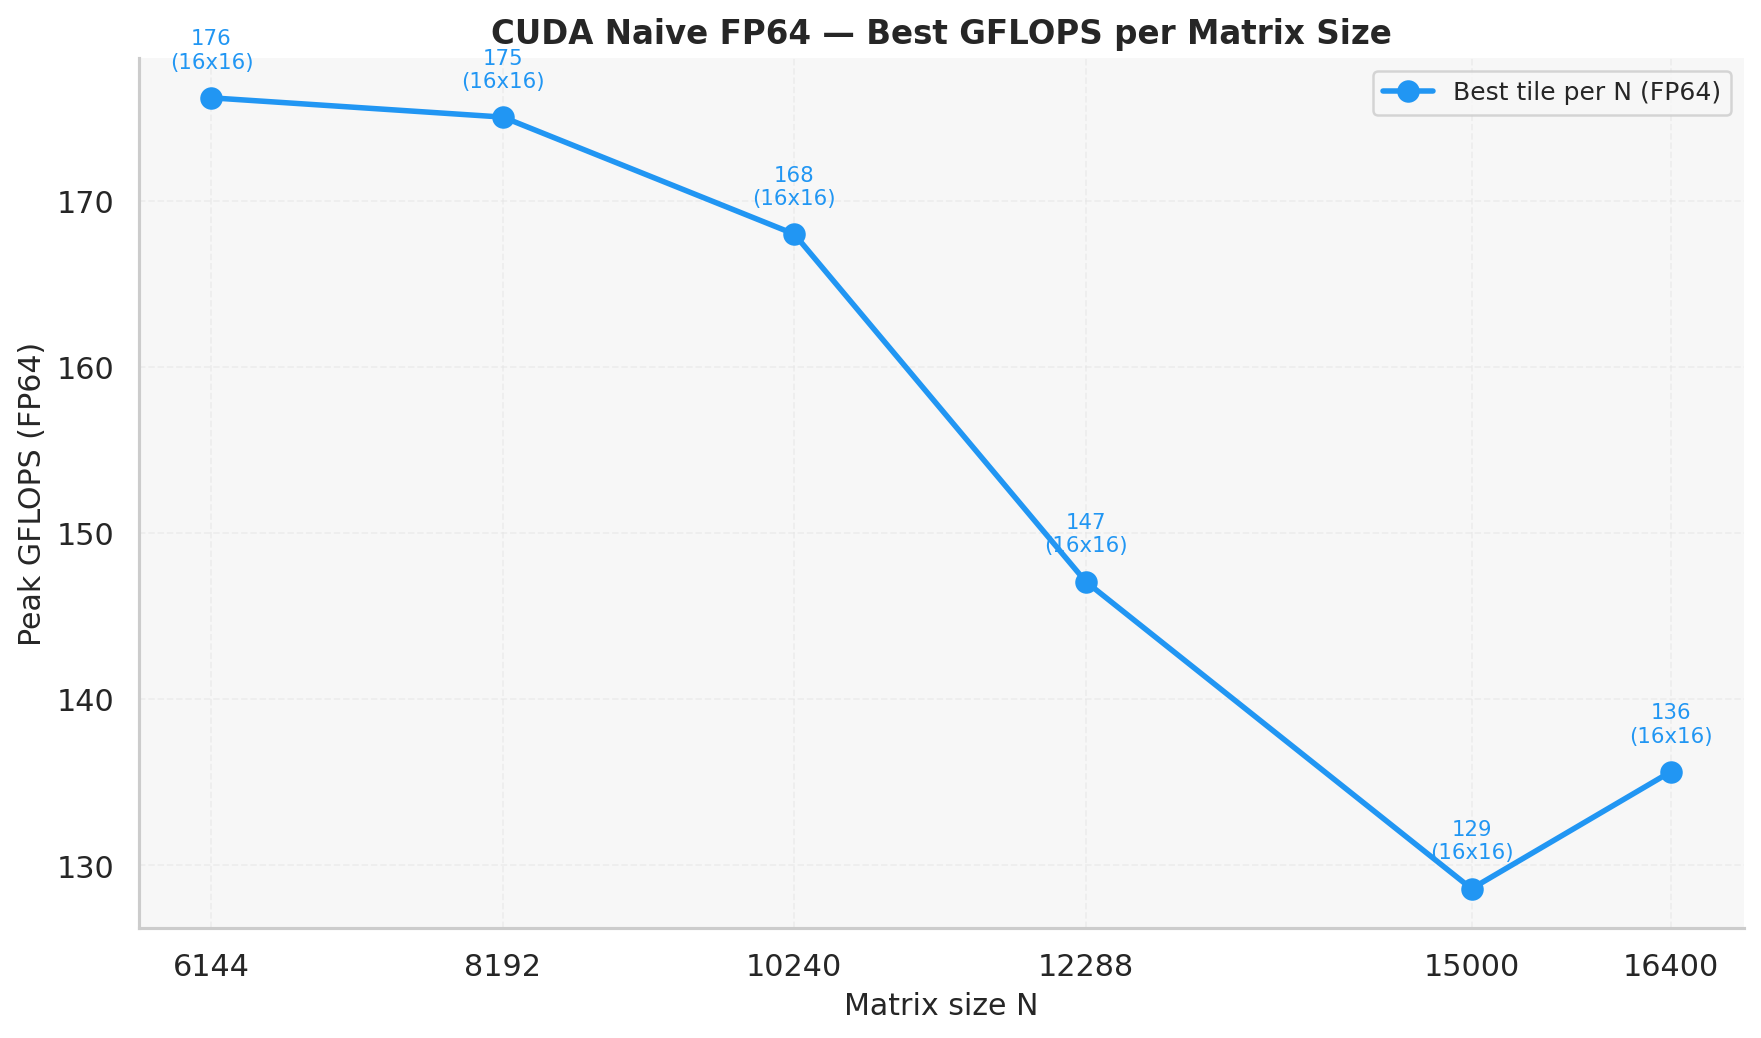 CUDA Naive FP64 — Best GFLOPS per Matrix Size
Best tile per N (FP64)
176
(16x16)
175
(16x16)
168
(16x16)
147
(16x16)
129
(16x16)
136
(16x16)
Peak GFLOPS (FP64)
170
160
150
140
130
6144
8192
10240
12288
15000
16400
Matrix size N